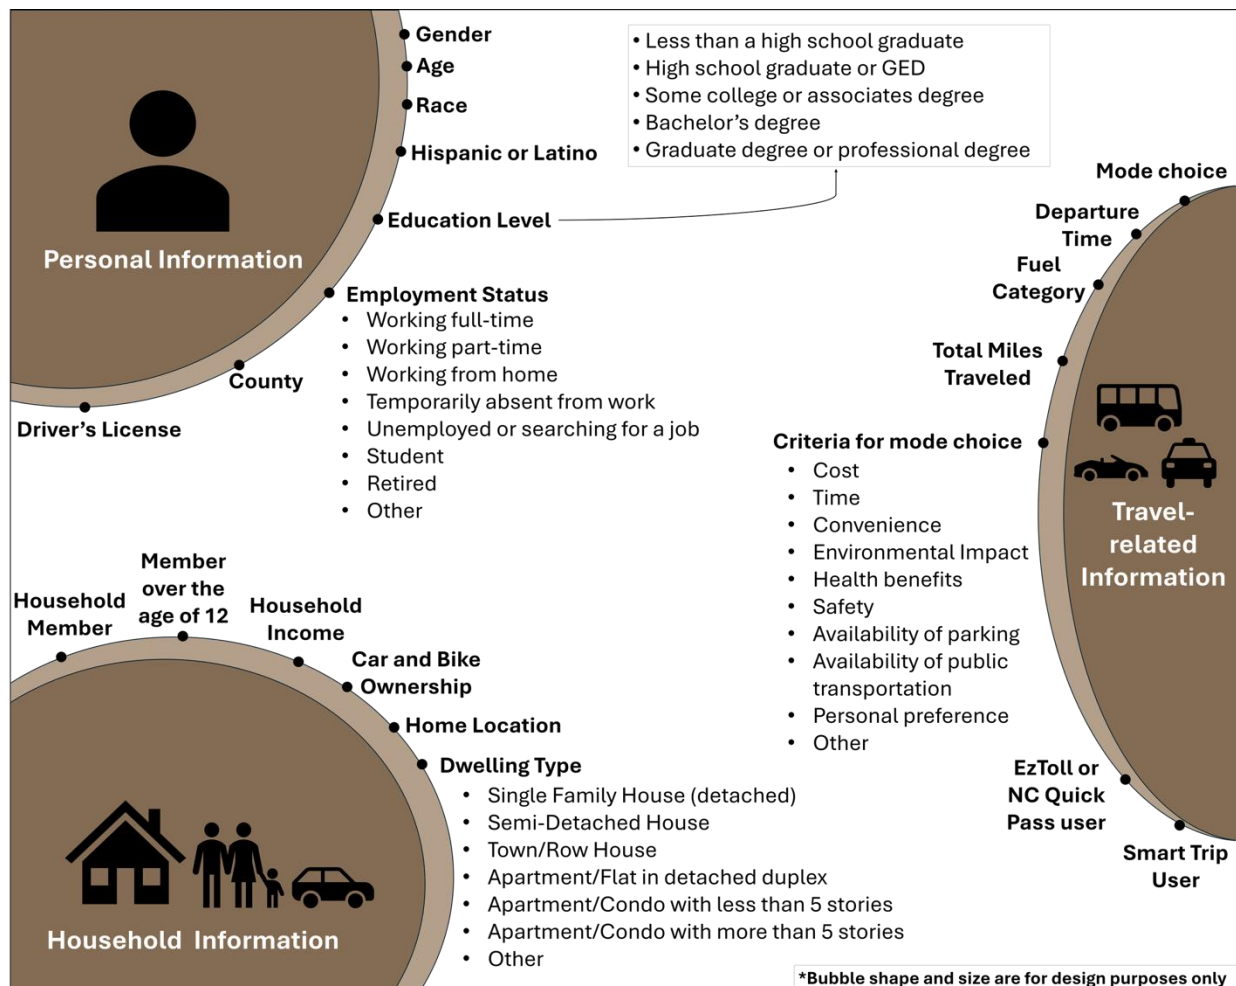 Gender
Age
Race
Hispanic or Latino
Education Level
• Less than a high school graduate
• High school graduate or GED
• Some college or associates degree
• Bachelor's degree
• Graduate degree or professional degree
Personal Information
Employment Status
• Working full-time
• Working part-time
• Working from home
• Temporarily absent from work
• Unemployed or searching for a job
• Student
• Retired
• Other
County
Driver's License
Mode choice
Departure
Time
Fuel
Category
Total Miles
Traveled
Criteria for mode choice
• Cost
• Time
• Convenience
• Environmental Impact
• Health benefits
• Safety
• Availability of parking
• Availability of public
transportation
• Personal preference
• Other
EzToll or
NC Quick
Pass user
Smart Trip
User
Travel-
related
Information
Household
Member
Member
over the
age of 12
Household
Income
Car and Bike
Ownership
Home Location
Dwelling Type
• Single Family House (detached)
• Semi-Detached House
• Town/Row House
• Apartment/Flat in detached duplex
• Apartment/Condo with less than 5 stories
• Apartment/Condo with more than 5 stories
• Other
Household Information
*Bubble shape and size are for design purposes only